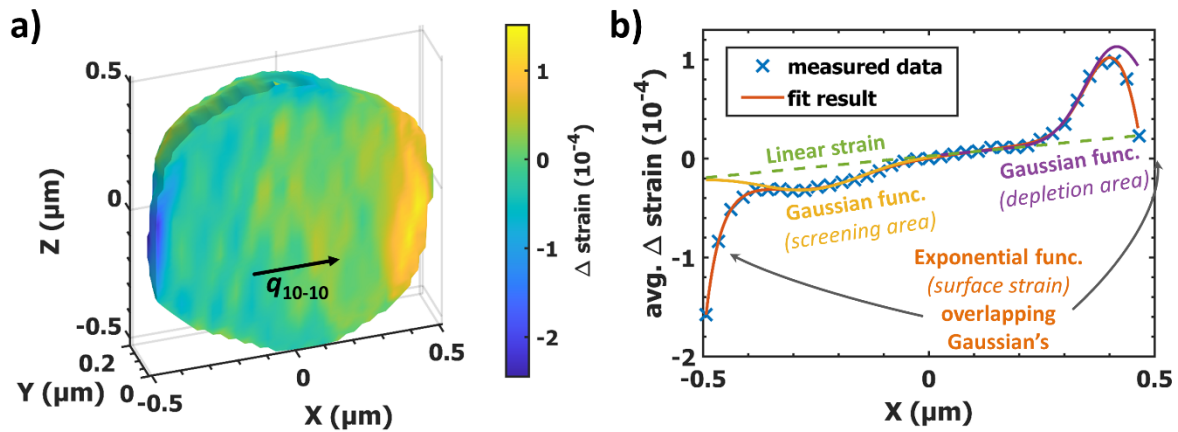 a)
0.5
0
-0.5
Z (μm)
0.2
0
Y (μm)
-0.5
0
0.5
X (μm)
q10-10
1
0
-1
-2
Δ strain (10-4)
b)
measured data
fit result
Linear strain
Gaussian func.
(depletion area)
Gaussian func.
(screening area)
Exponential func.
(surface strain)
overlapping
Gaussian's
avg. Δ strain (10-4)
1
0
-1
-2
-0.5
0
0.5
X (μm)